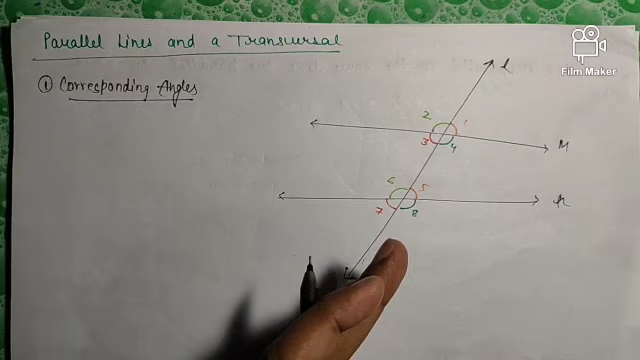 Parallel Lines and a Transversal
① Corresponding Angles
Film Maker
l
2 1
3 4
M
6 5
7 8